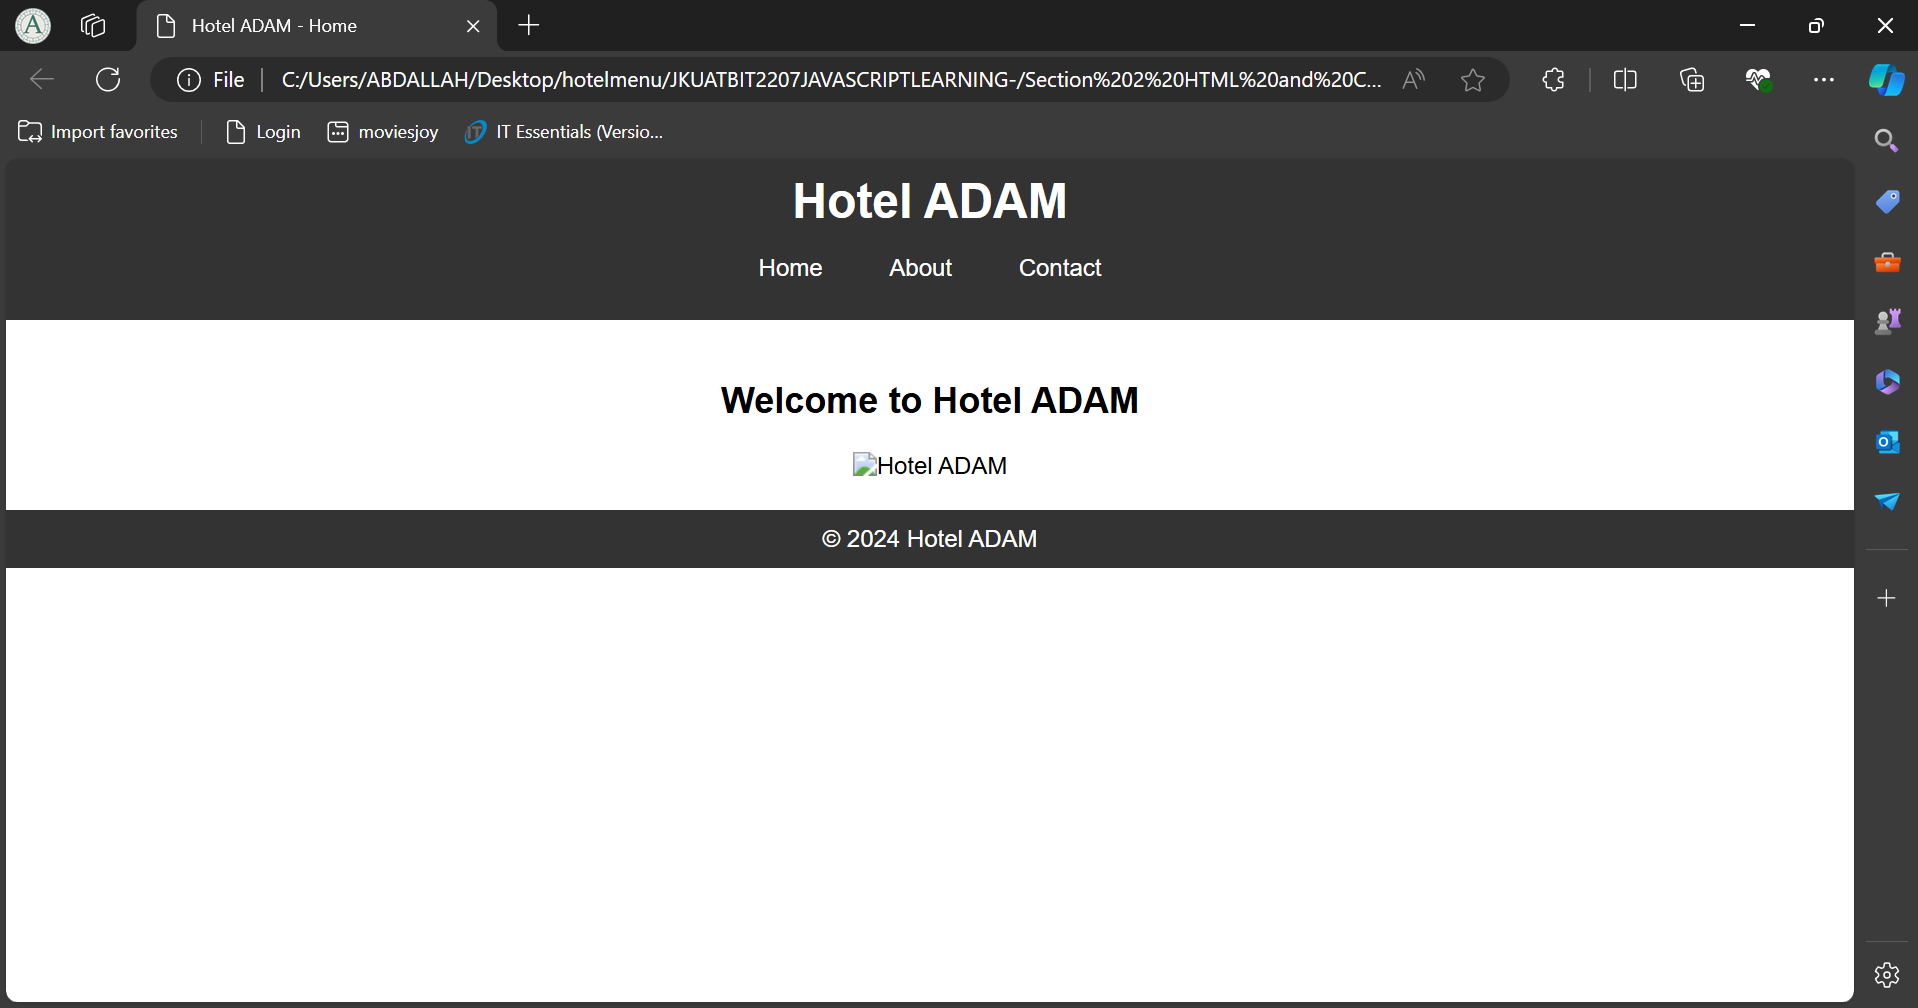 A
Hotel ADAM - Home
File
C:/Users/ABDALLAH/Desktop/hotelmenu/JKUATBIT2207JAVASCRIPTLEARNING-/Section%202%20HTML%20and%20C...
A
Import favorites
Login
moviesjoy
IT
IT Essentials (Versio...
Hotel ADAM
Home
About
Contact
Welcome to Hotel ADAM
Hotel ADAM
© 2024 Hotel ADAM